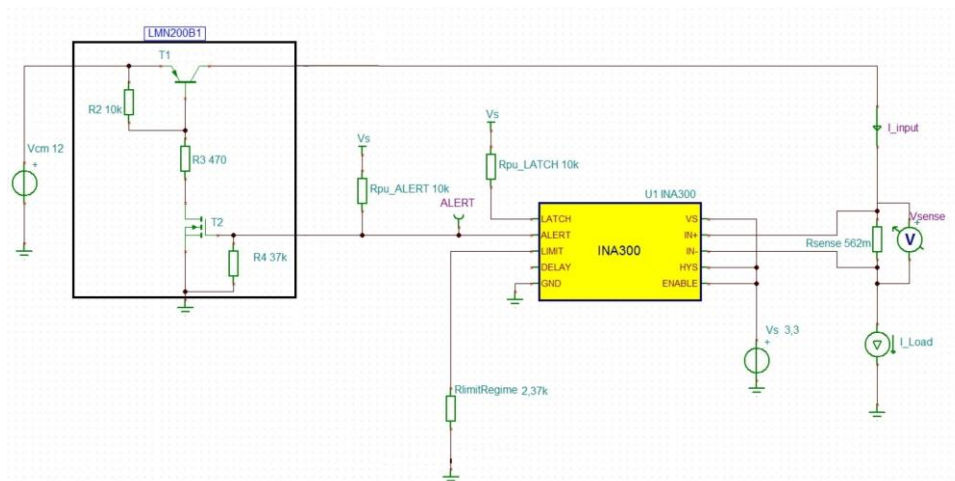 LMN200B1
T1
R2 10k
Vcm 12
+
R3 470
T2
R4 37k
Vs
Rpu_ALERT 10k
ALERT
Vs
Rpu_LATCH 10k
U1 INA300
LATCH
ALERT
LIMIT
DELAY
GND
INA300
VS
IN+
IN-
HYS
ENABLE
I_input
Vsense
+
V
Rsense 562m
Vs 3,3
+
I_Load
RlimitRegime 2,37k